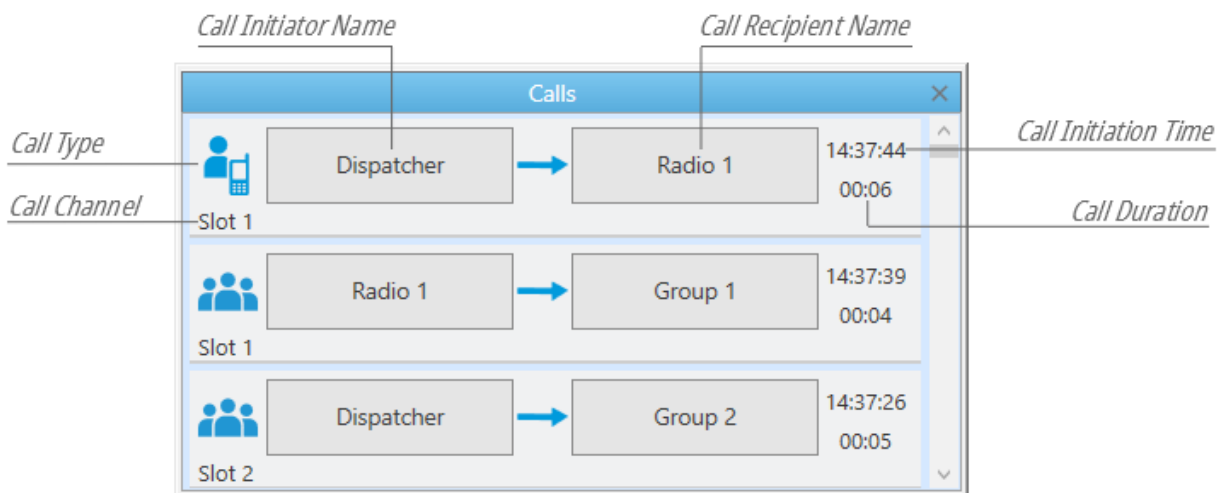 Call Initiator Name
Call Recipient Name
Calls
Call Type
Dispatcher
Radio 1
14:37:44
Call Initiation Time
00:06
Call Channel
Slot 1
Call Duration
Radio 1
Group 1
14:37:39
00:04
Slot 1
Dispatcher
Group 2
14:37:26
00:05
Slot 2